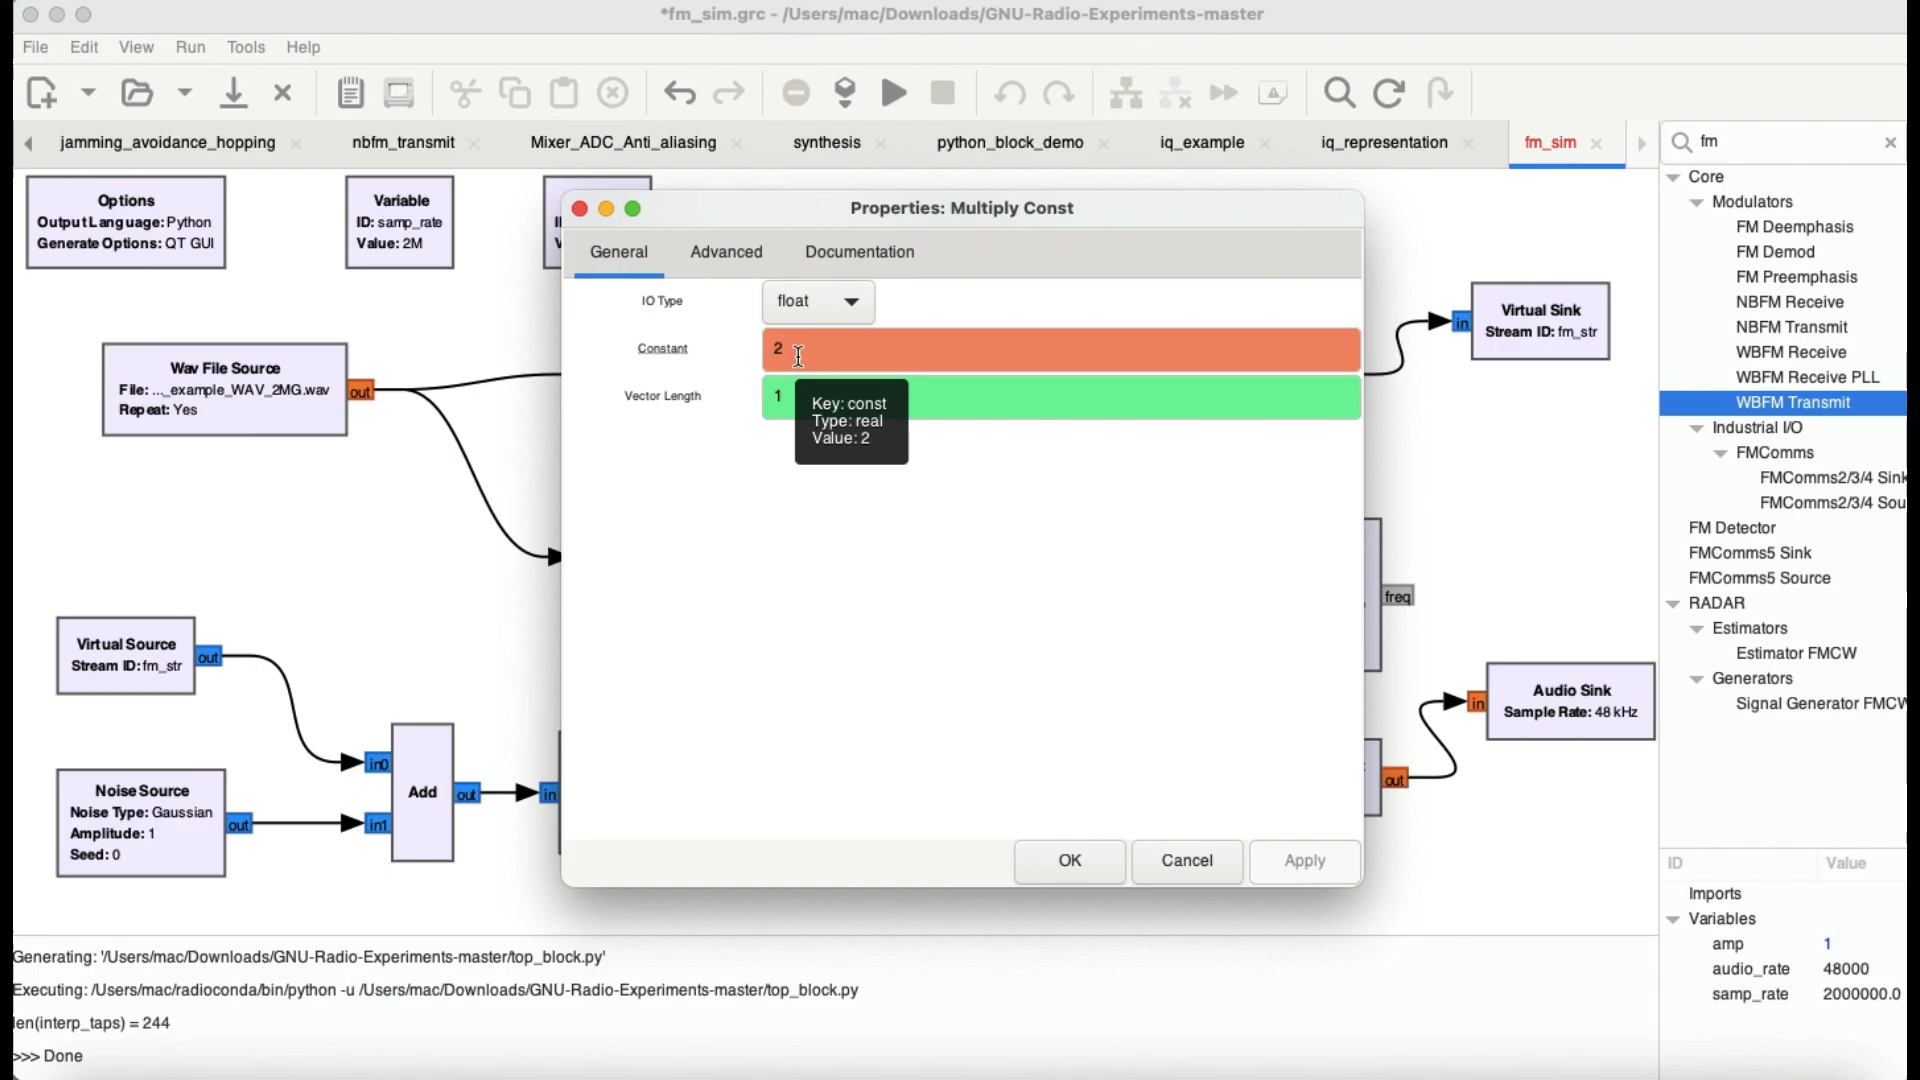 *fm_sim.grc - /Users/mac/Downloads/GNU-Radio-Experiments-master
File Edit View Run Tools Help
jamming_avoidance_hopping nbfm_transmit Mixer_ADC_Anti_aliasing synthesis python_block_demo iq_example iq_representation fm_sim
fm
Options
Output Language: Python
Generate Options: QT GUI
Variable
ID: samp_rate
Value: 2M
Wav File Source
File: ..._example_WAV_2MG.wav
Repeat: Yes
out
Virtual Source
Stream ID: fm_str
out
Noise Source
Noise Type: Gaussian
Amplitude: 1
Seed: 0
out
in0
in1
Add
out
in
Properties: Multiply Const
General Advanced Documentation
IO Type float
Constant 2
Vector Length 1
Key: const
Type: real
Value: 2
OK Cancel Apply
in
Virtual Sink
Stream ID: fm_str
freq
out
in
Audio Sink
Sample Rate: 48 kHz
Core
Modulators
FM Deemphasis
FM Demod
FM Preemphasis
NBFM Receive
NBFM Transmit
WBFM Receive
WBFM Receive PLL
WBFM Transmit
Industrial I/O
FMComms
FMComms2/3/4 Sink
FMComms2/3/4 Sou
FM Detector
FMComms5 Sink
FMComms5 Source
RADAR
Estimators
Estimator FMCW
Generators
Signal Generator FMCW
ID Value
Imports
Variables
amp 1
audio_rate 48000
samp_rate 2000000.0
Generating: '/Users/mac/Downloads/GNU-Radio-Experiments-master/top_block.py'
Executing: /Users/mac/radioconda/bin/python -u /Users/mac/Downloads/GNU-Radio-Experiments-master/top_block.py
len(interp_taps) = 244
>>> Done